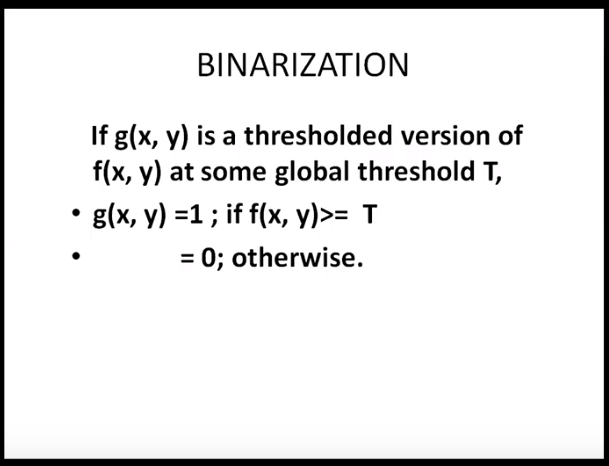 BINARIZATION
If g(x, y) is a thresholded version of
f(x, y) at some global threshold T,
• g(x, y) =1 ; if f(x, y)>= T
• = 0; otherwise.